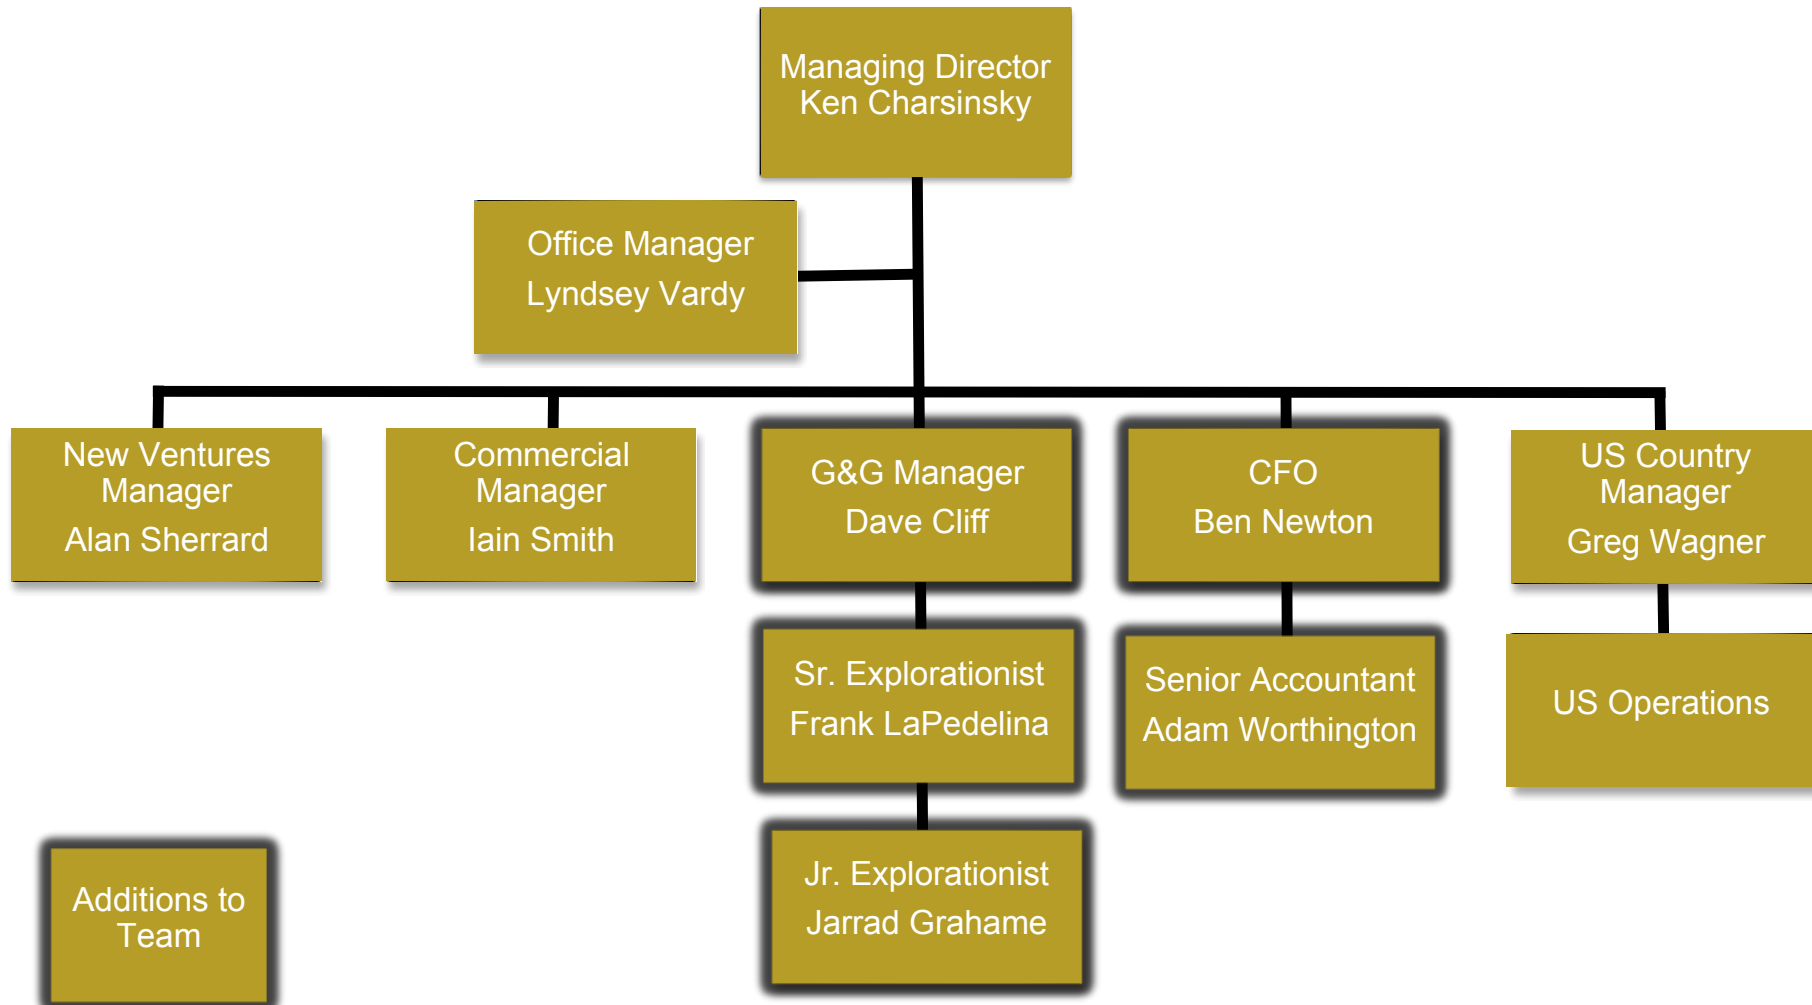 Managing Director
Ken Charsinsky
Office Manager
Lyndsey Vardy
New Ventures
Manager
Alan Sherrard
Commercial
Manager
Iain Smith
G&G Manager
Dave Cliff
CFO
Ben Newton
US Country
Manager
Greg Wagner
Sr. Explorationist
Frank LaPedelina
Senior Accountant
Adam Worthington
US Operations
Jr. Explorationist
Jarrad Grahame
Additions to
Team